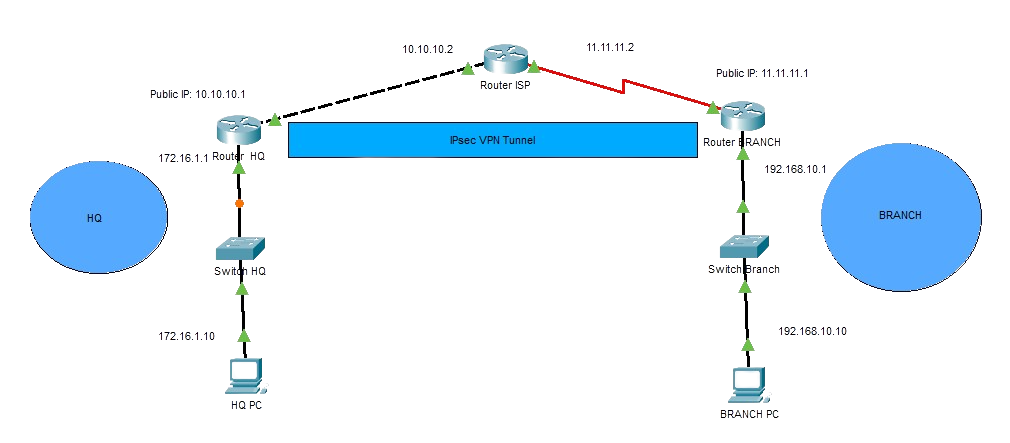 10.10.10.2
11.11.11.2
Router ISP
Public IP: 11.11.11.1
Public IP: 10.10.10.1
IPsec VPN Tunnel
Router BRANCH
Router HQ
172.16.1.1
192.168.10.1
HQ
BRANCH
Switch HQ
Switch Branch
172.16.1.10
192.168.10.10
HQ PC
BRANCH PC